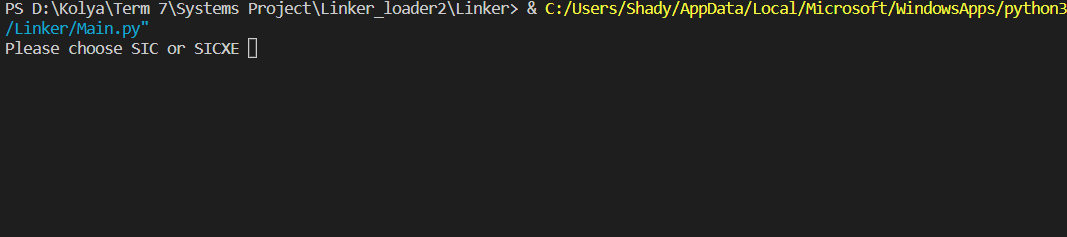 PS D:\Kolya\Term 7\Systems Project\Linker_loader2\Linker> & C:/Users/Shady/AppData/Local/Microsoft/WindowsApps/python3
/Linker/Main.py"
Please choose SIC or SICXE